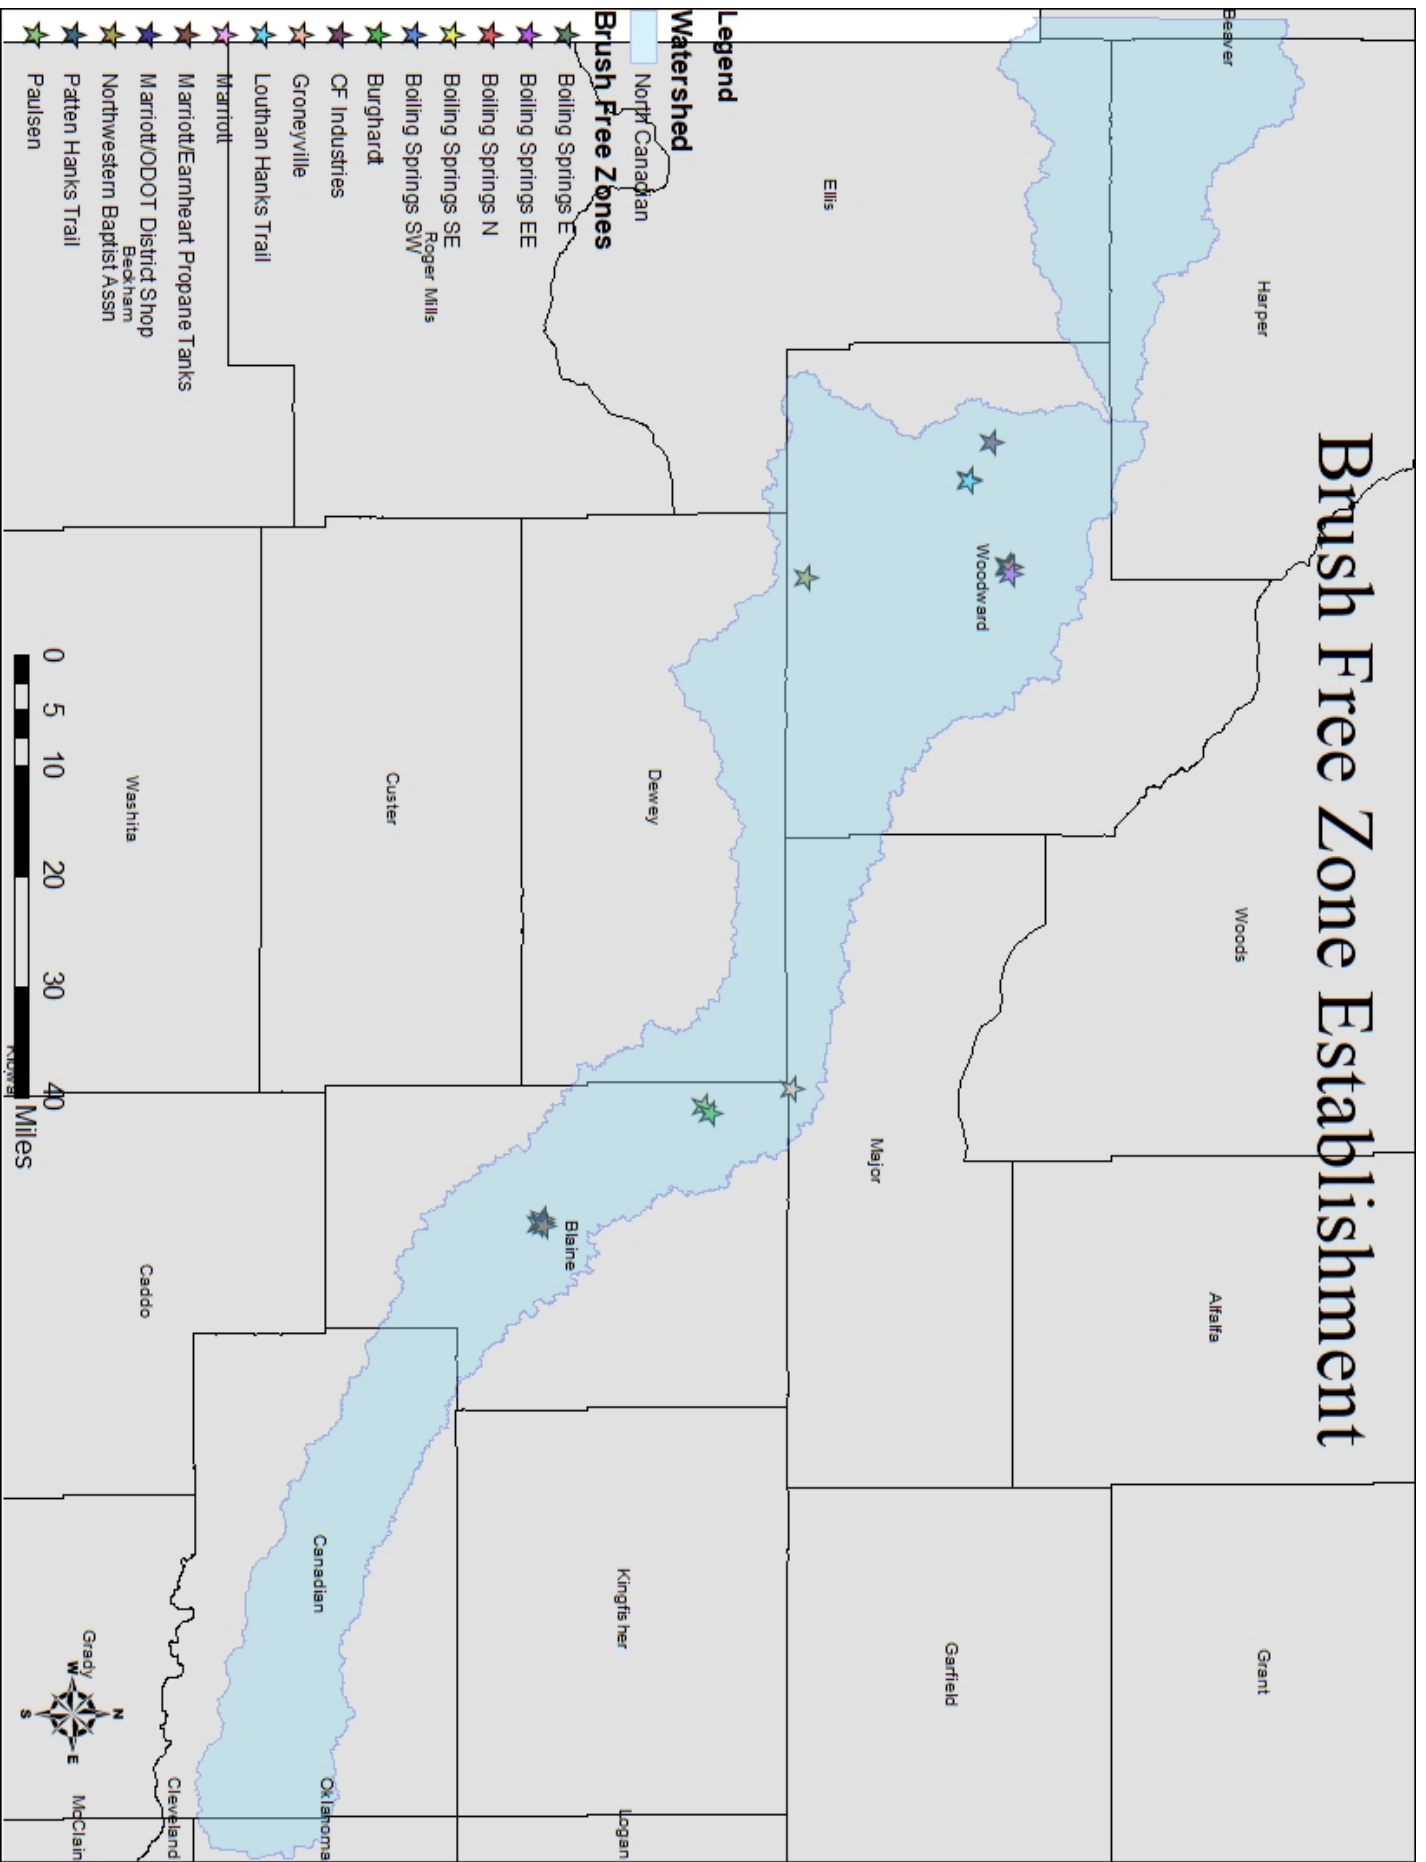 Brush Free Zone Establishment
Beaver
Harper
Woods
Alfalfa
Grant
Ellis
Woodward
Major
Garfield
Dewey
Blaine
Kingfisher
Logan
Roger Mills
Custer
Canadian
Oklahoma
Beckham
Washita
Caddo
Grady
Cleveland
McClain
Kiowa
Legend
Watershed
North Canadian
Brush Free Zones
Boiling Springs E
Boiling Springs EE
Boiling Springs N
Boiling Springs SE
Boiling Springs SW
Burghardt
CF Industries
Groneyville
Louthan Hanks Trail
Marriott
Marriott/Earnheart Propane Tanks
Marriott/ODOT District Shop
Northwestern Baptist Assn
Patten Hanks Trail
Paulsen
0 5 10 20 30 40
Miles
N
W E
S